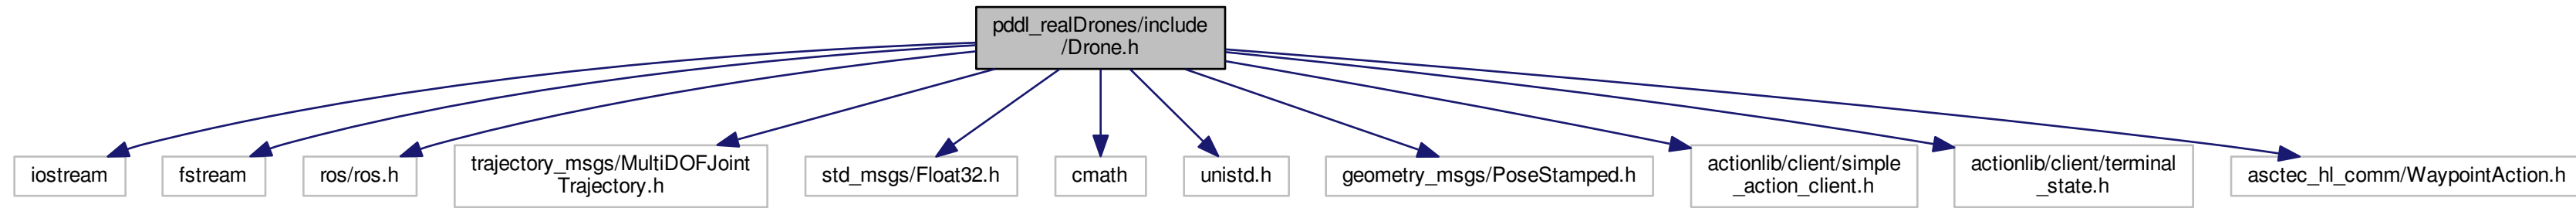 pddl_realDrones/include
/Drone.h
iostream
fstream
ros/ros.h
trajectory_msgs/MultiDOFJoint
Trajectory.h
std_msgs/Float32.h
cmath
unistd.h
geometry_msgs/PoseStamped.h
actionlib/client/simple
_action_client.h
actionlib/client/terminal
_state.h
asctec_hl_comm/WaypointAction.h